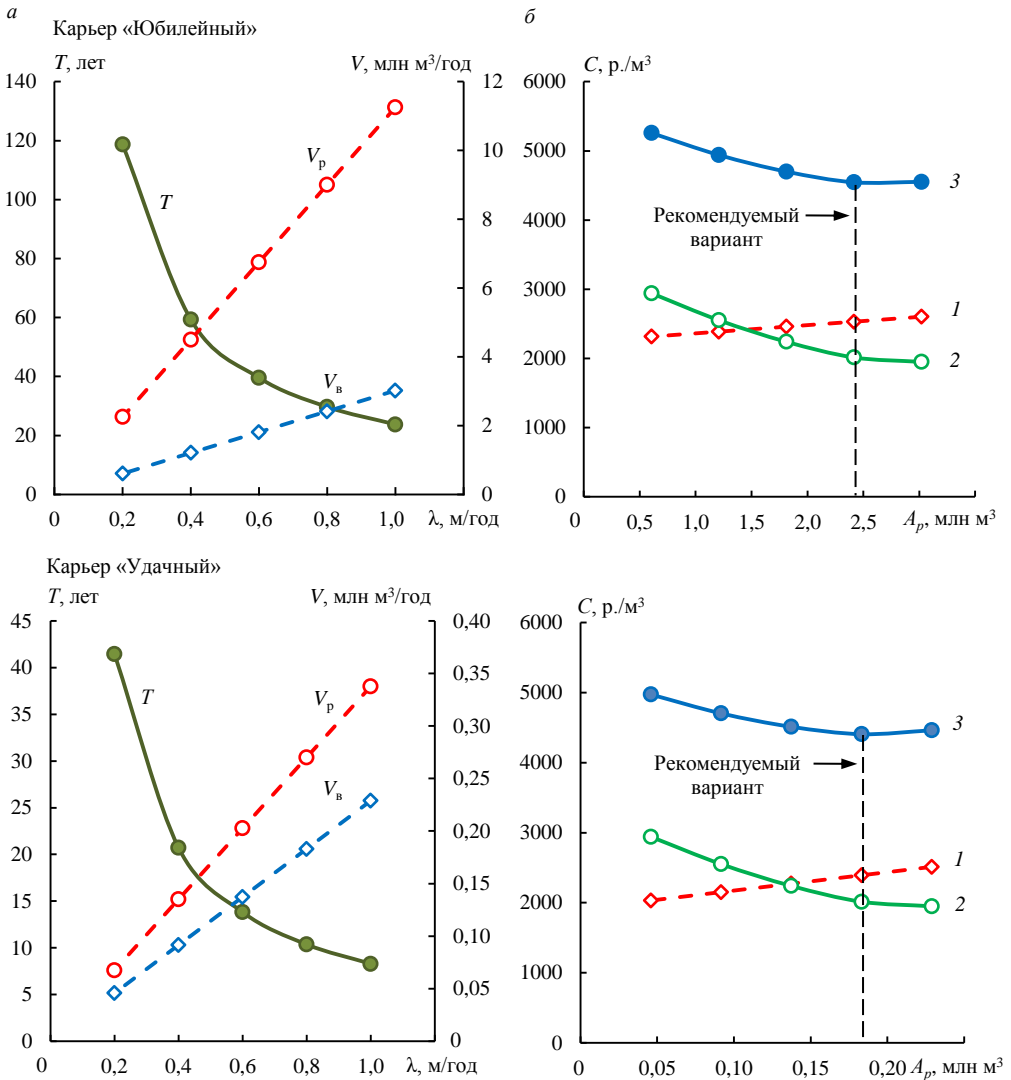 а
Карьер «Юбилейный»
T, лет
V, млн м³/год
140
120
100
80
60
40
20
0
12
10
8
6
4
2
0
T
Vр
Vв
0 0,2 0,4 0,6 0,8 1,0 λ, м/год
б
C, р./м³
6000
5000
4000
3000
2000
1000
0
3
Рекомендуемый
вариант
1
2
0 0,5 1,0 1,5 2,0 2,5 Aр, млн м³
Карьер «Удачный»
T, лет
V, млн м³/год
45
40
35
30
25
20
15
10
5
0
0,40
0,35
0,30
0,25
0,20
0,15
0,10
0,05
0
T
Vр
Vв
0 0,2 0,4 0,6 0,8 1,0 λ, м/год
C, р./м³
6000
5000
4000
3000
2000
1000
0
3
Рекомендуемый
вариант
1
2
0 0,05 0,10 0,15 0,20 Aр, млн м³